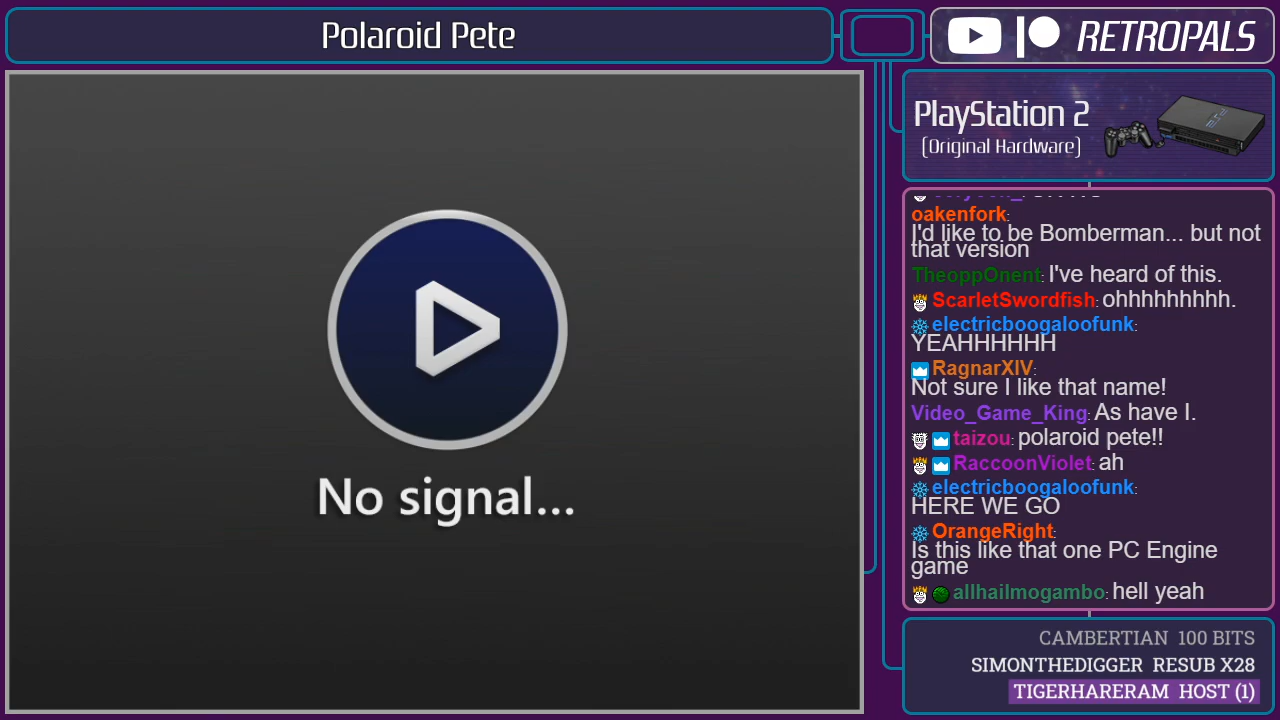 Polaroid Pete
RETROPALS
PlayStation 2
(Original Hardware)
No signal...
oakenfork:
I'd like to be Bomberman... but not
that version
TheoppOnent: I've heard of this.
ScarletSwordfish: ohhhhhhhhh.
electricboogaloofunk:
YEAHHHHHH
RagnarXIV:
Not sure I like that name!
Video_Game_King: As have I.
taizou: polaroid pete!!
RaccoonViolet: ah
electricboogaloofunk:
HERE WE GO
OrangeRight:
Is this like that one PC Engine
game
allhailmogambo: hell yeah
CAMBERTIAN 100 BITS
SIMONTHEDIGGER RESUB X28
TIGERHARERAM HOST (1)